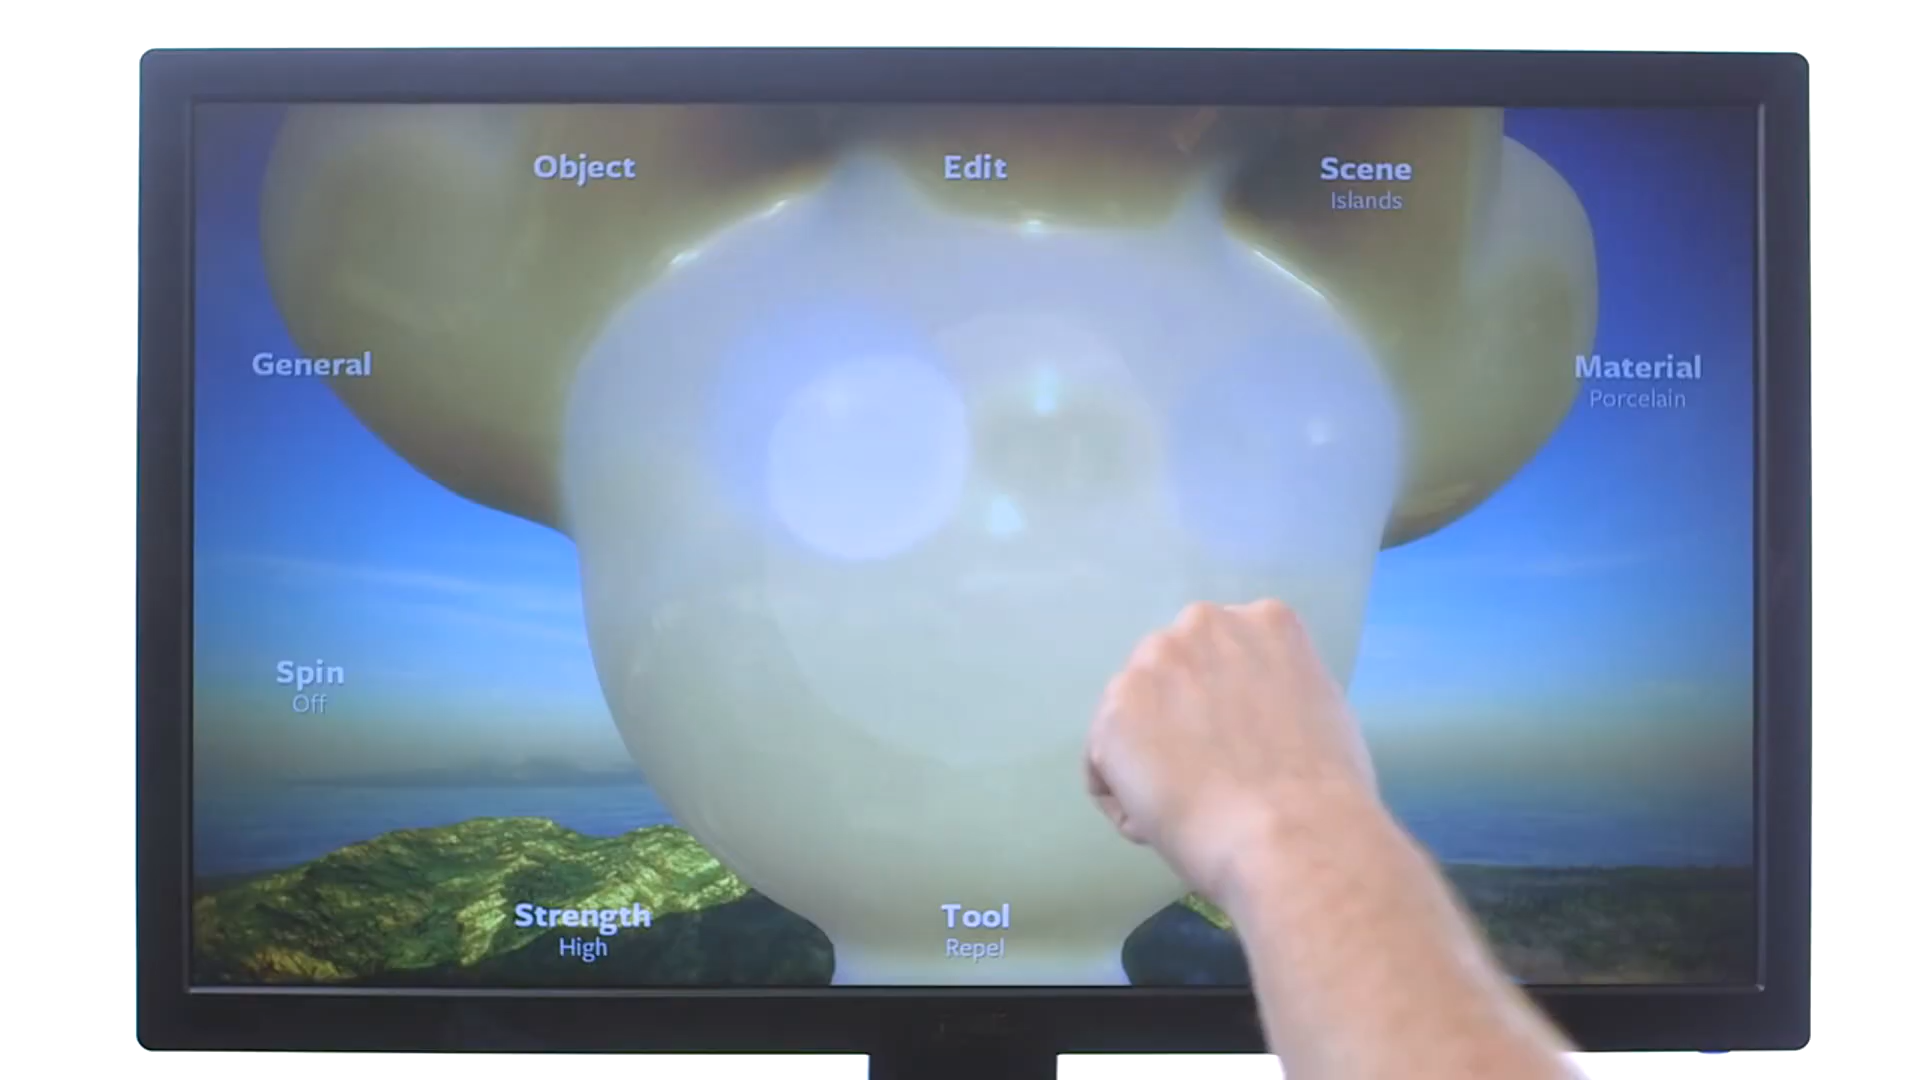 Object
Edit
Scene
Islands
General
Material
Porcelain
Spin
Off
Strength
High
Tool
Repel